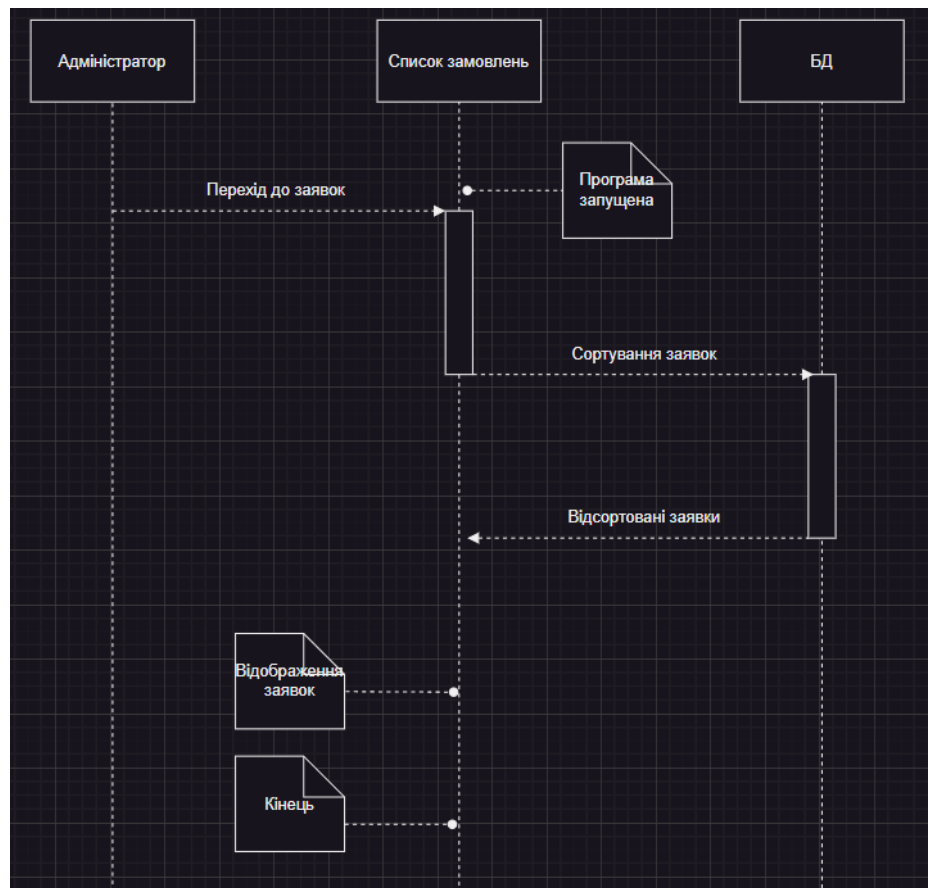 Адміністратор
Список замовлень
БД
Перехід до заявок
Програма
запущена
Сортування заявок
Відсортовані заявки
Відображення
заявок
Кінець